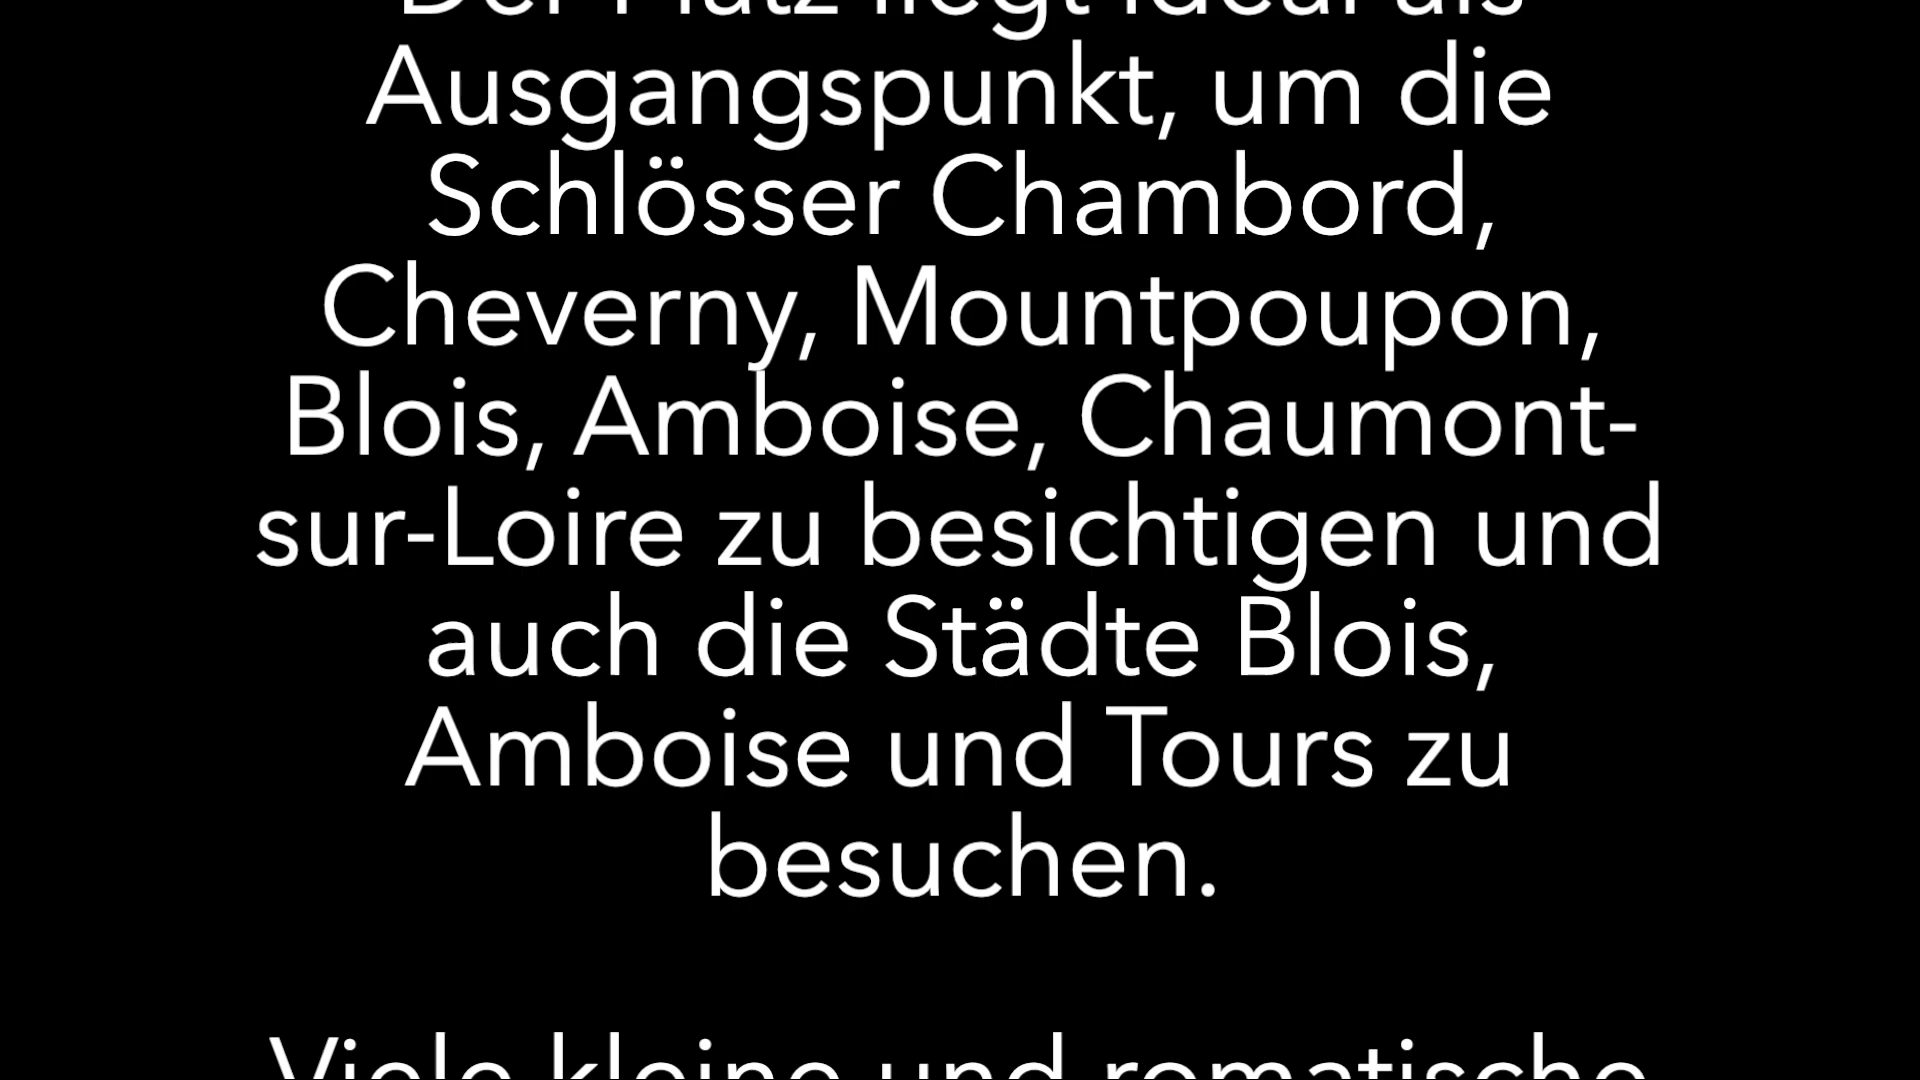 Der Platz liegt ideal als
Ausgangspunkt, um die
Schlösser Chambord,
Cheverny, Mountpoupon,
Blois, Amboise, Chaumont-
sur-Loire zu besichtigen und
auch die Städte Blois,
Amboise und Tours zu
besuchen.
Viele kleine und romatische